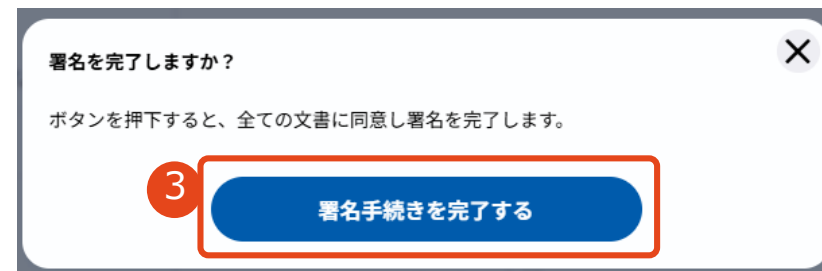 署名を完了しますか？
ボタンを押下すると、全ての文書に同意し署名を完了します。
3
署名手続きを完了する